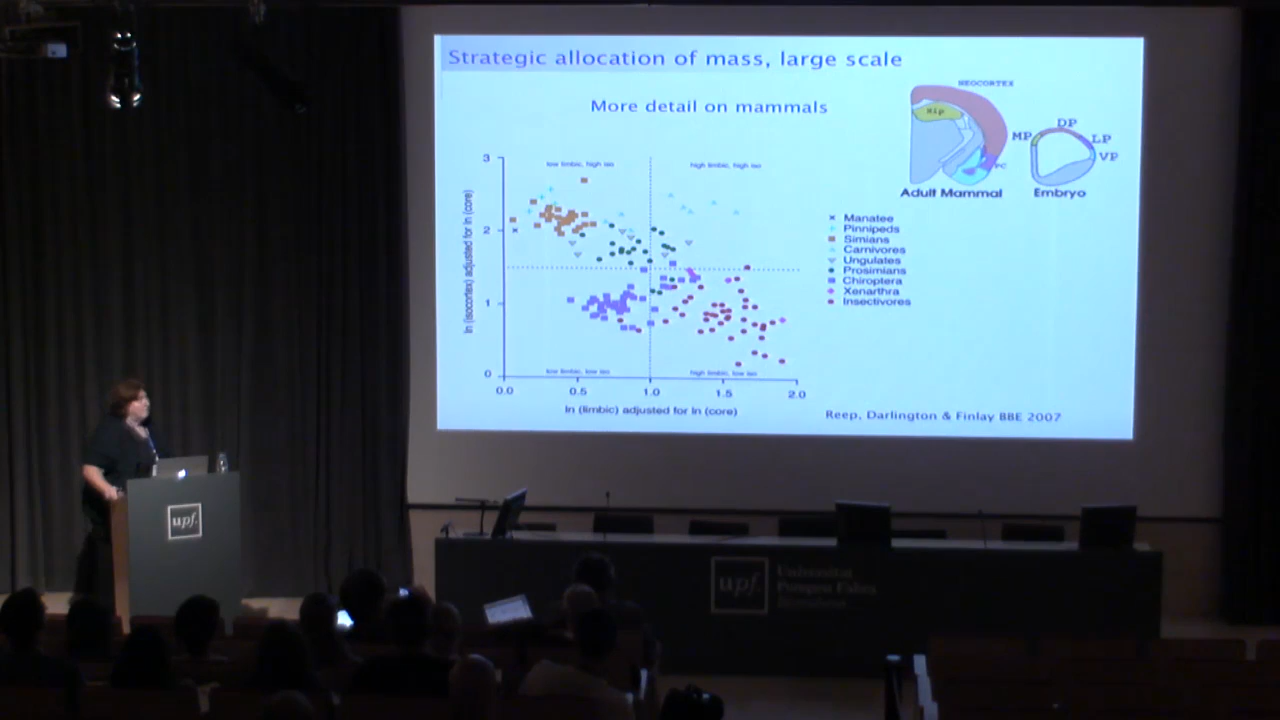 Strategic allocation of mass, large scale
More detail on mammals
NEOCORTEX
Hip
PC
Adult Mammal
MP
DP
LP
VP
Embryo
low limbic, high iso
high limbic, high iso
low limbic, low iso
high limbic, low iso
3
2
1
0
0.0
0.5
1.0
1.5
2.0
ln (isocortex) adjusted for ln (core)
ln (limbic) adjusted for ln (core)
Manatee
Pinnipeds
Simians
Carnivores
Ungulates
Prosimians
Chiroptera
Xenarthra
Insectivores
Reep, Darlington & Finlay BBE 2007
upf.
upf.
Universitat
Pompeu Fabra
Barcelona